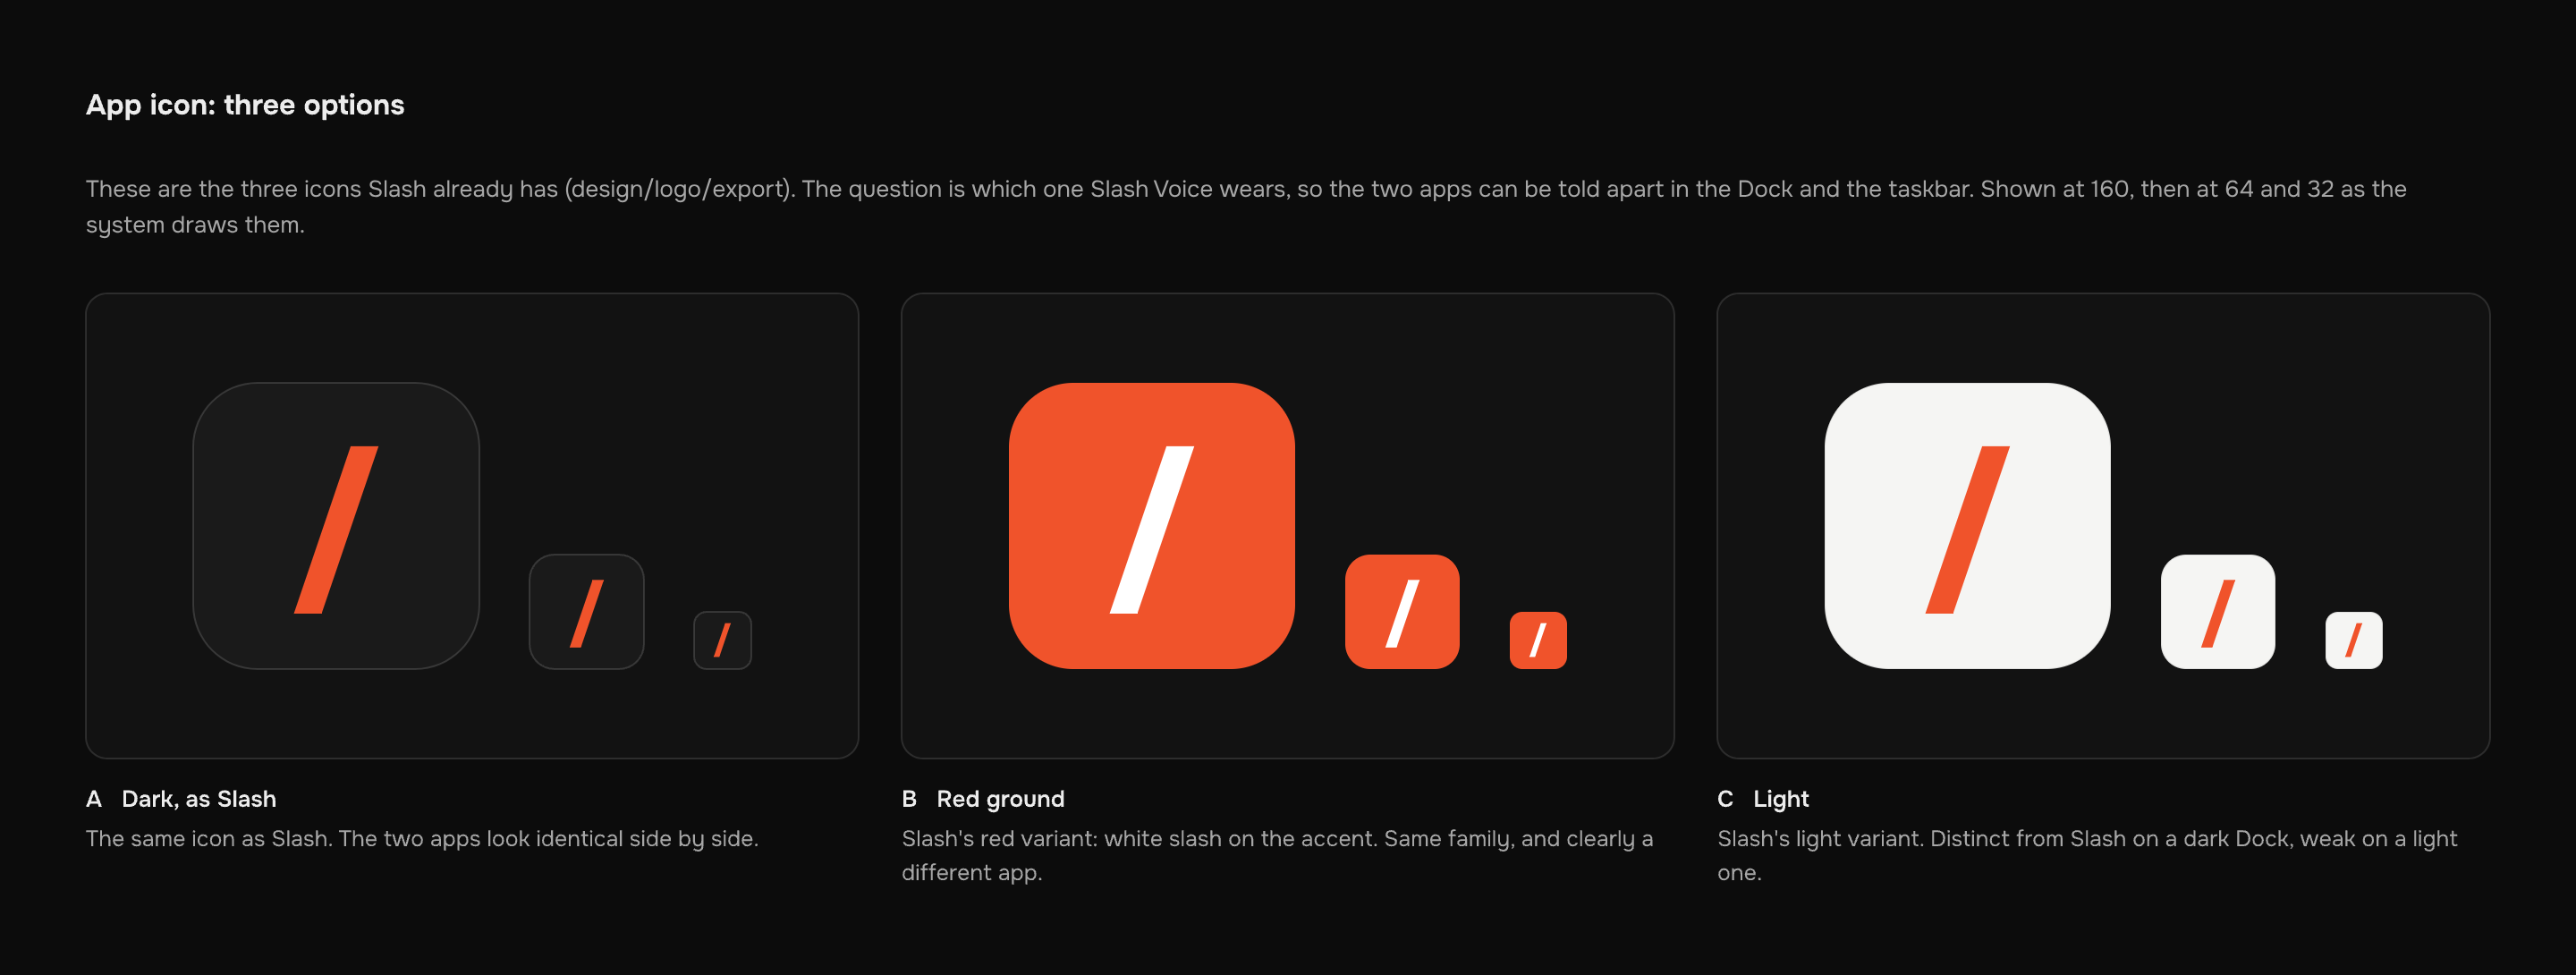 App icon: three options
These are the three icons Slash already has (design/logo/export). The question is which one Slash Voice wears, so the two apps can be told apart in the Dock and the taskbar. Shown at 160, then at 64 and 32 as the
system draws them.
/ / /
/ / /
/ / /
A Dark, as Slash
The same icon as Slash. The two apps look identical side by side.
B Red ground
Slash's red variant: white slash on the accent. Same family, and clearly a
different app.
C Light
Slash's light variant. Distinct from Slash on a dark Dock, weak on a light
one.